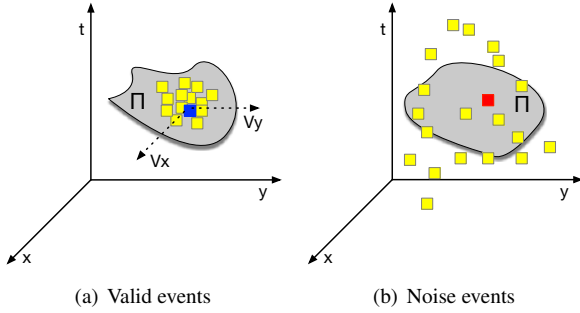 t
Π
Vy
Vx
y
x
t
Π
y
x
(a) Valid events
(b) Noise events